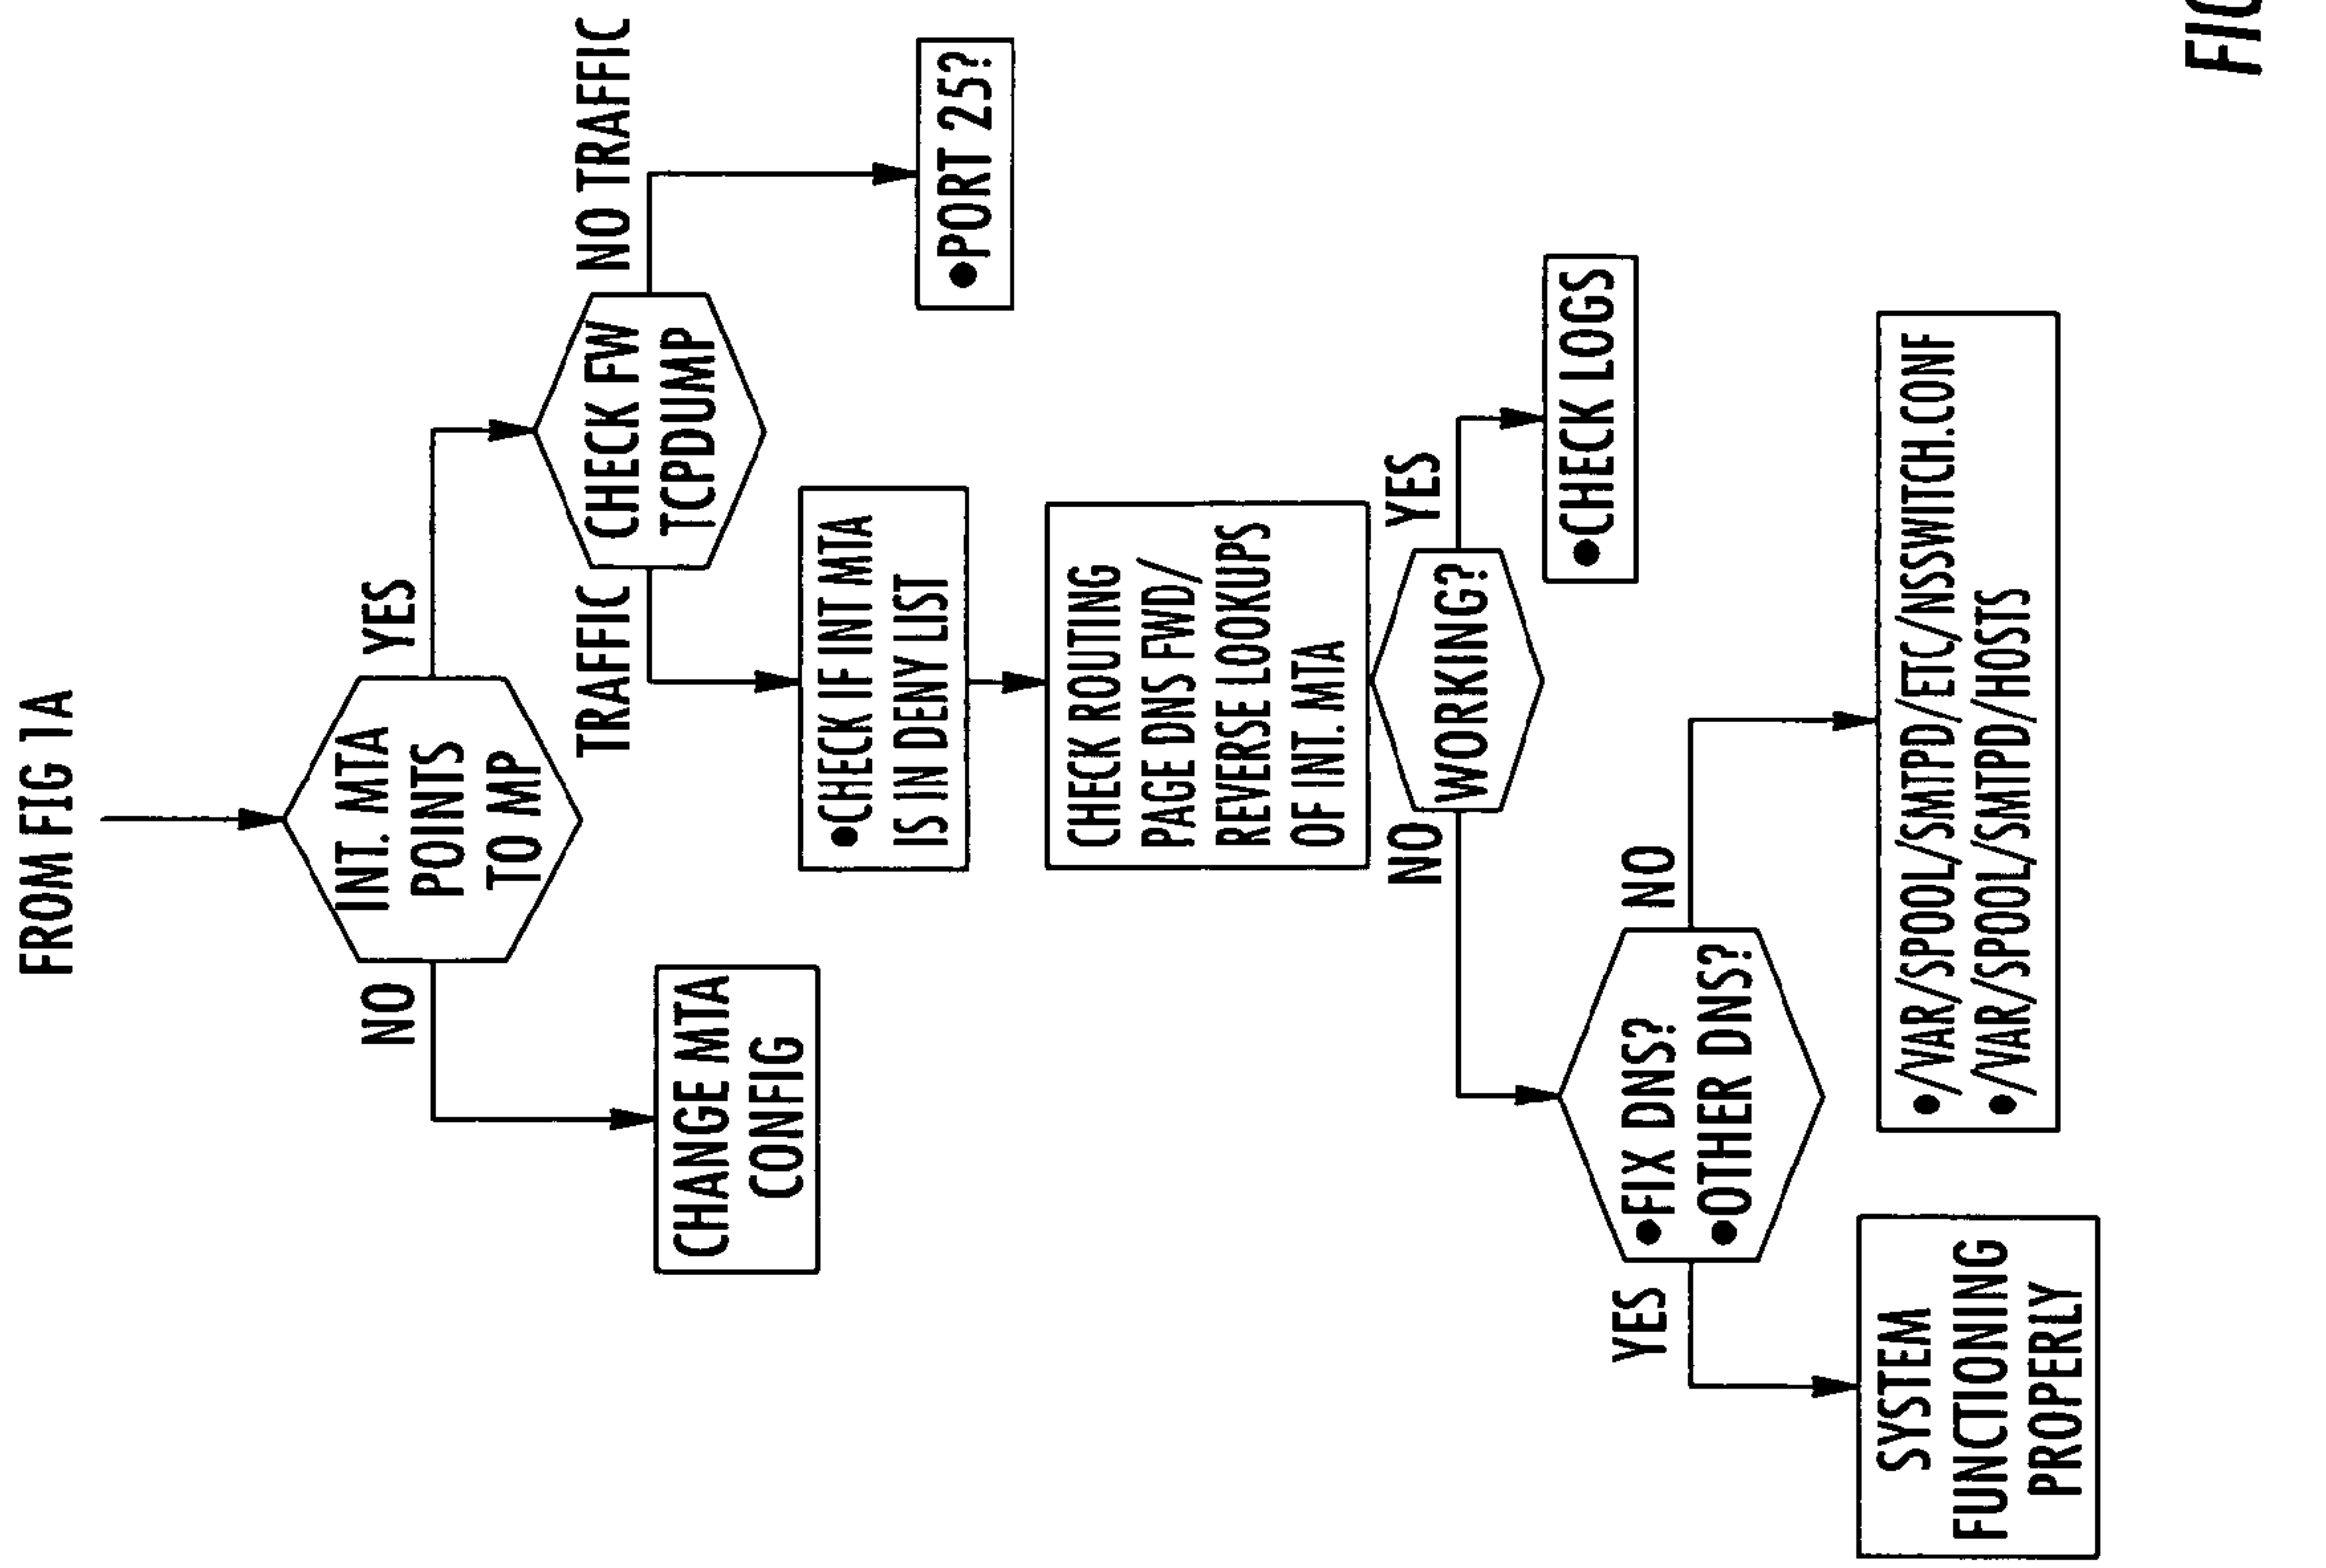 FROM FIG 1A
INT. MTA
POINTS
TO MP
NO
YES
CHANGE MTA
CONFIG
CHECK FW
TCPDUMP
TRAFFIC
NO TRAFFIC
•PORT 25?
•CHECK IF INT MTA
IS IN DENY LIST
CHECK ROUTING
PAGE DNS FWD/
REVERSE LOOKUPS
OF INT. MTA
WORKING?
NO
YES
•CHECK LOGS
•FIX DNS?
•OTHER DNS?
YES
NO
SYSTEM
FUNCTIONING
PROPERLY
•/VAR/SPOOL/SMTPD/ETC/NSSWITCH.CONF
•/VAR/SPOOL/SMTPD/HOSTS